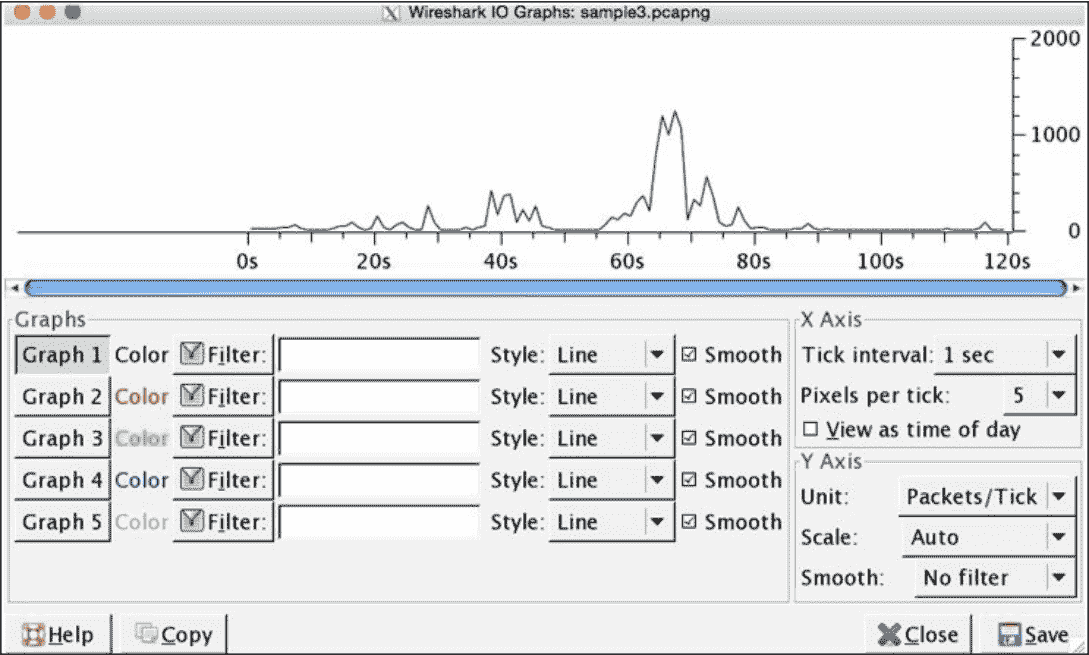 Wireshark IO Graphs: sample3.pcapng
2000
1000
0
0s 20s 40s 60s 80s 100s 120s
Graphs
Graph 1 Color Filter: Style: Line Smooth
Graph 2 Color Filter: Style: Line Smooth
Graph 3 Color Filter: Style: Line Smooth
Graph 4 Color Filter: Style: Line Smooth
Graph 5 Color Filter: Style: Line Smooth
X Axis
Tick interval: 1 sec
Pixels per tick: 5
View as time of day
Y Axis
Unit: Packets/Tick
Scale: Auto
Smooth: No filter
Help Copy Close Save